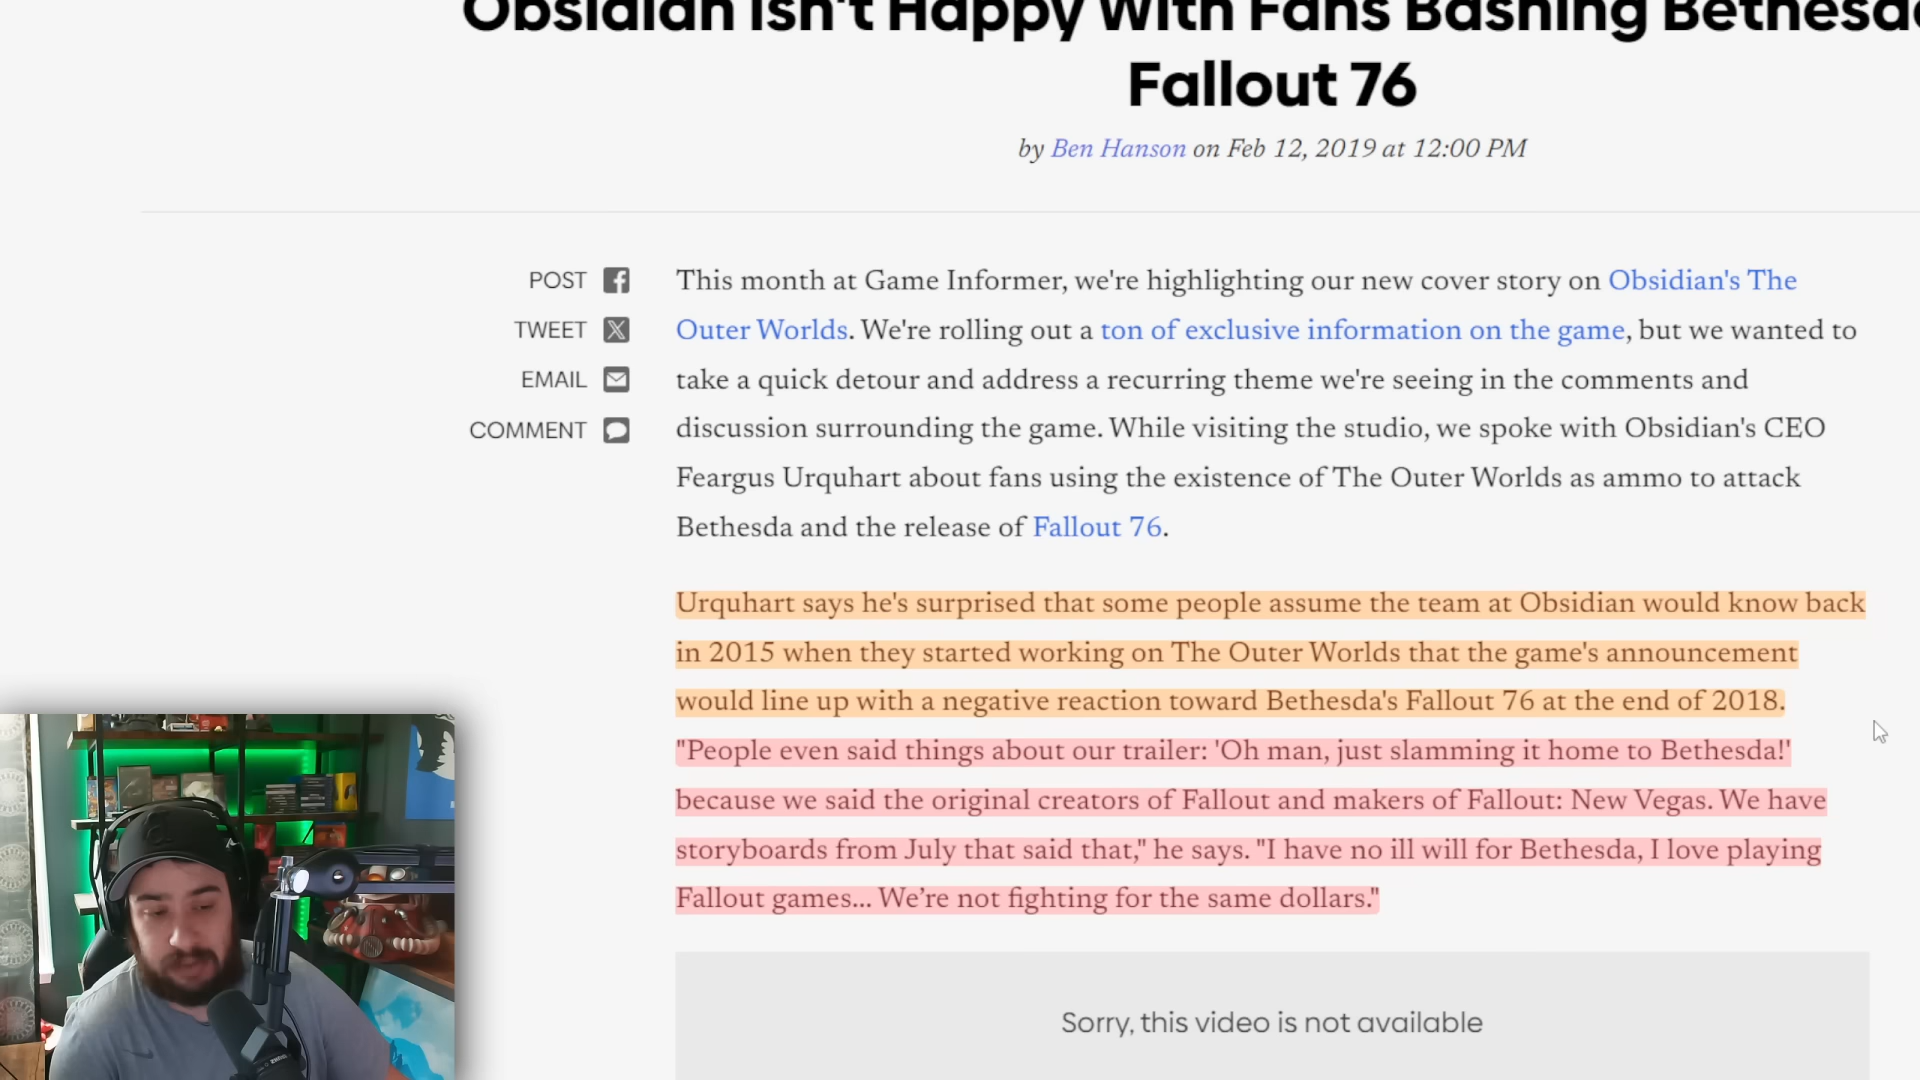 Obsidian Isn't Happy With Fans Bashing
Fallout 76
by Ben Hanson on Feb 12, 2019 at 12:00 PM
POST
TWEET
EMAIL
COMMENT
This month at Game Informer, we're highlighting our new cover story on Obsidian's The
Outer Worlds. We're rolling out a ton of exclusive information on the game, but we wanted to
take a quick detour and address a recurring theme we're seeing in the comments and
discussion surrounding the game. While visiting the studio, we spoke with Obsidian's CEO
Feargus Urquhart about fans using the existence of The Outer Worlds as ammo to attack
Bethesda and the release of Fallout 76.
Urquhart says he's surprised that some people assume the team at Obsidian would know back
in 2015 when they started working on The Outer Worlds that the game's announcement
would line up with a negative reaction toward Bethesda's Fallout 76 at the end of 2018.
"People even said things about our trailer: 'Oh man, just slamming it home to Bethesda!'
because we said the original creators of Fallout and makers of Fallout: New Vegas. We have
storyboards from July that said that," he says. "I have no ill will for Bethesda, I love playing
Fallout games... We’re not fighting for the same dollars."
Sorry, this video is not available